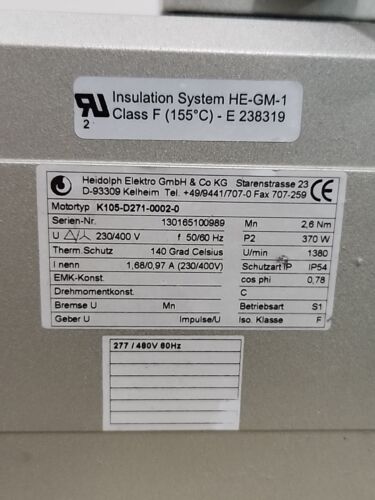 Insulation System HE-GM-1
2 Class F (155°C) - E 238319
Heidolph Elektro GmbH & Co KG Starenstrasse 23
D-93309 Kelheim Tel. +49/9441/707-0 Fax 707-259
Motortyp K105-D271-0002-0
Serien-Nr. 130165100989 Mn 2,6 Nm
U 230/400 V f 50/60 Hz P2 370 W
Therm.Schutz 140 Grad Celsius U/min 1380
I nenn 1,68/0,97 A (230/400V) Schutzart IP IP54
EMK-Konst. cos phi 0,78
Drehmomentkonst. C
Bremse U Mn Betriebsart S1
Geber U Impulse/U Iso. Klasse F
277 / 480V 60Hz